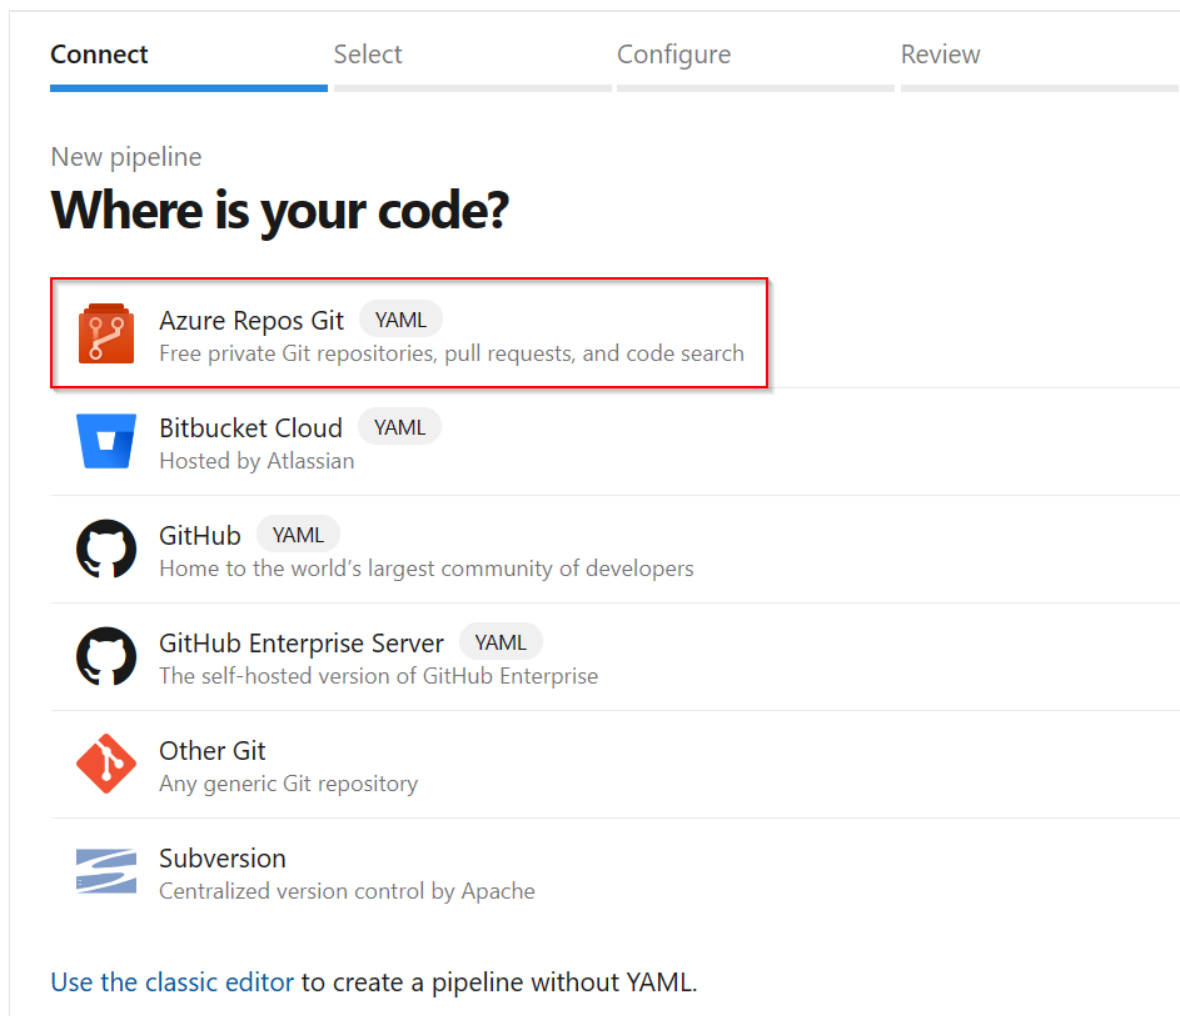 Connect Select Configure Review
New pipeline
Where is your code?
Azure Repos Git YAML
Free private Git repositories, pull requests, and code search
Bitbucket Cloud YAML
Hosted by Atlassian
GitHub YAML
Home to the world's largest community of developers
GitHub Enterprise Server YAML
The self-hosted version of GitHub Enterprise
Other Git
Any generic Git repository
Subversion
Centralized version control by Apache
Use the classic editor to create a pipeline without YAML.